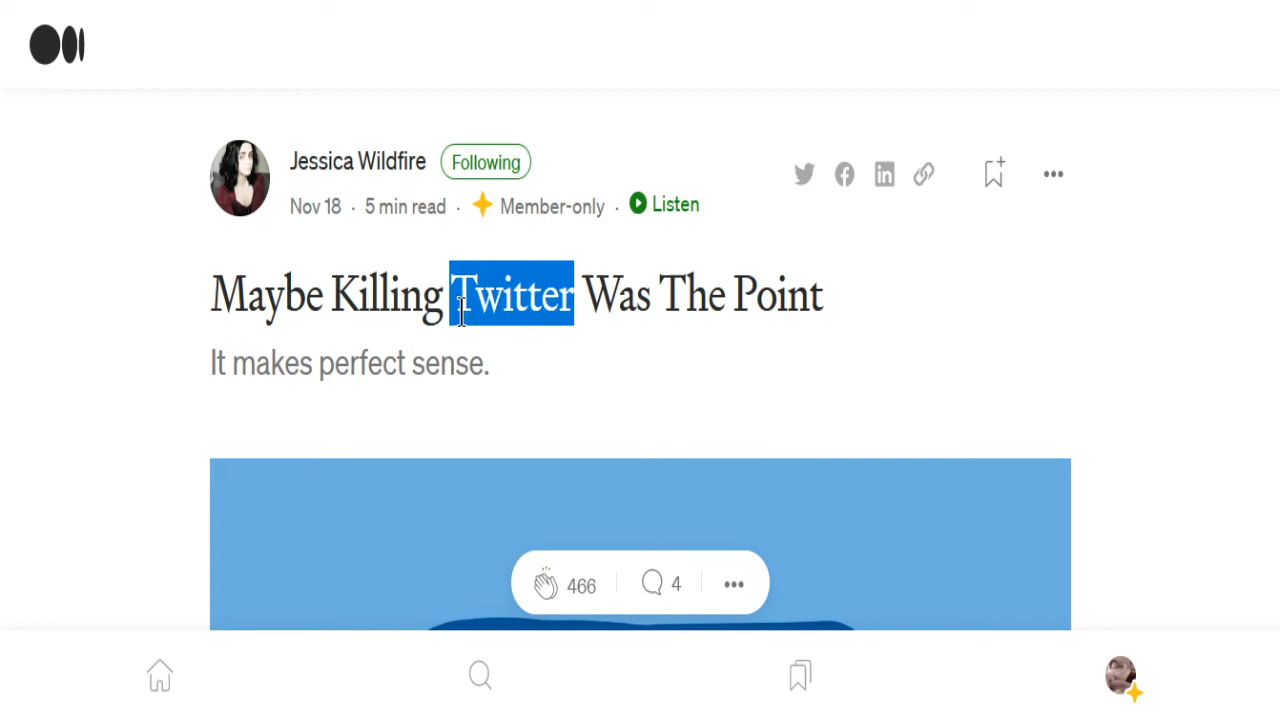 Jessica Wildfire Following
Nov 18 · 5 min read · Member-only · Listen
Maybe Killing Twitter Was The Point
It makes perfect sense.
466 4